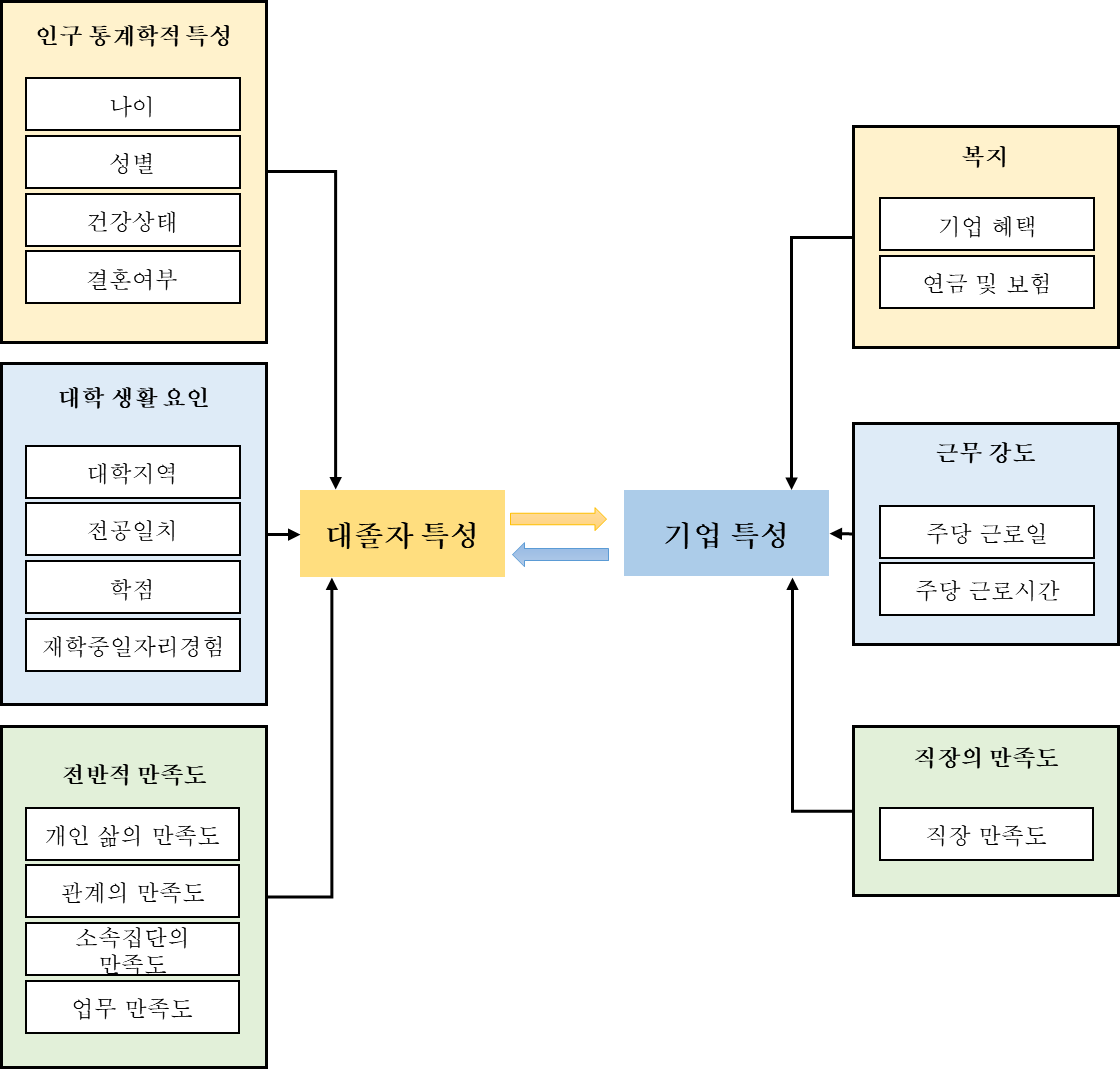 인구 통계학적 특성
나이
성별
건강상태
결혼여부
대학 생활 요인
대학지역
전공일치
학점
재학중일자리경험
전반적 만족도
개인 삶의 만족도
관계의 만족도
소속집단의
만족도
업무 만족도
대졸자 특성
기업 특성
복지
기업 혜택
연금 및 보험
근무 강도
주당 근로일
주당 근로시간
직장의 만족도
직장 만족도